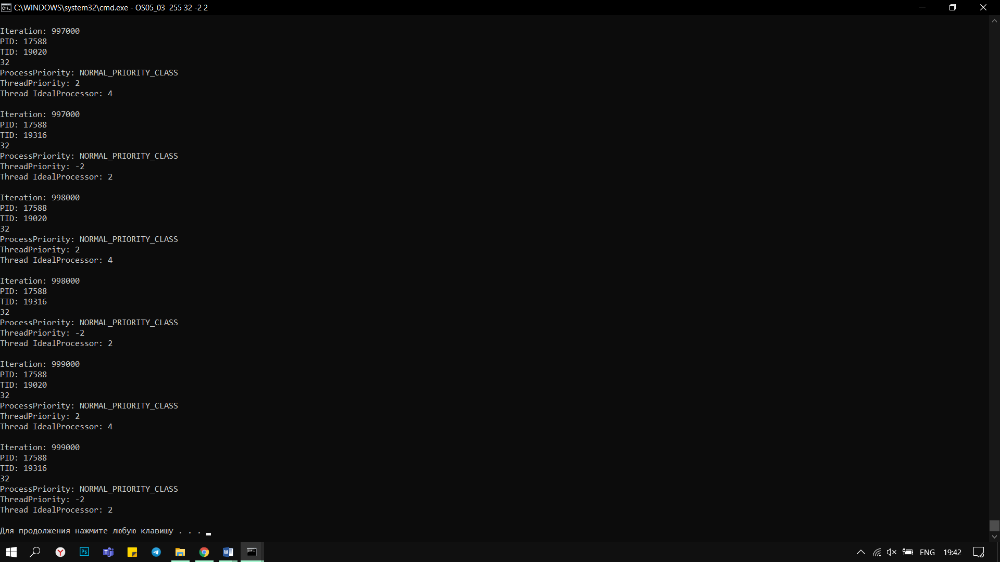 C:\WINDOWS\system32\cmd.exe - OS05_03  255 32 -2 2
Iteration: 997000
PID: 17588
TID: 19020
32
ProcessPriority: NORMAL_PRIORITY_CLASS
ThreadPriority: 2
Thread IdealProcessor: 4
Iteration: 997000
PID: 17588
TID: 19316
32
ProcessPriority: NORMAL_PRIORITY_CLASS
ThreadPriority: -2
Thread IdealProcessor: 2
Iteration: 998000
PID: 17588
TID: 19020
32
ProcessPriority: NORMAL_PRIORITY_CLASS
ThreadPriority: 2
Thread IdealProcessor: 4
Iteration: 998000
PID: 17588
TID: 19316
32
ProcessPriority: NORMAL_PRIORITY_CLASS
ThreadPriority: -2
Thread IdealProcessor: 2
Iteration: 999000
PID: 17588
TID: 19020
32
ProcessPriority: NORMAL_PRIORITY_CLASS
ThreadPriority: 2
Thread IdealProcessor: 4
Iteration: 999000
PID: 17588
TID: 19316
32
ProcessPriority: NORMAL_PRIORITY_CLASS
ThreadPriority: -2
Thread IdealProcessor: 2
Для продолжения нажмите любую клавишу . . .
ENG 19:42